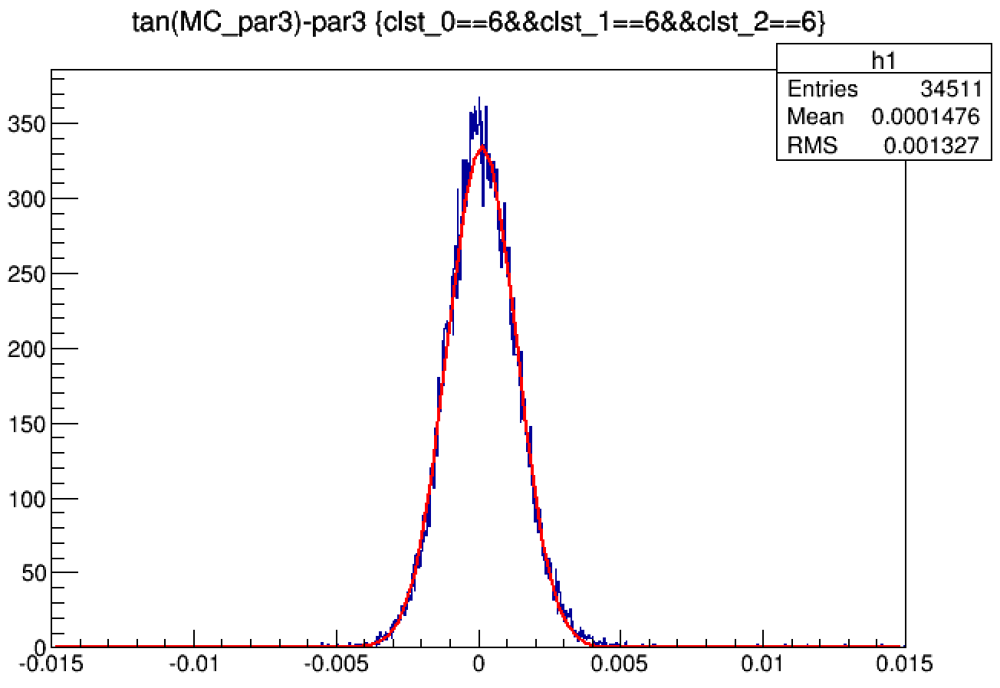 tan(MC_par3)-par3 {clst_0==6&&clst_1==6&&clst_2==6}
h1
Entries 34511
Mean 0.0001476
RMS 0.001327
350
300
250
200
150
100
50
0
-0.015 -0.01 -0.005 0 0.005 0.01 0.015